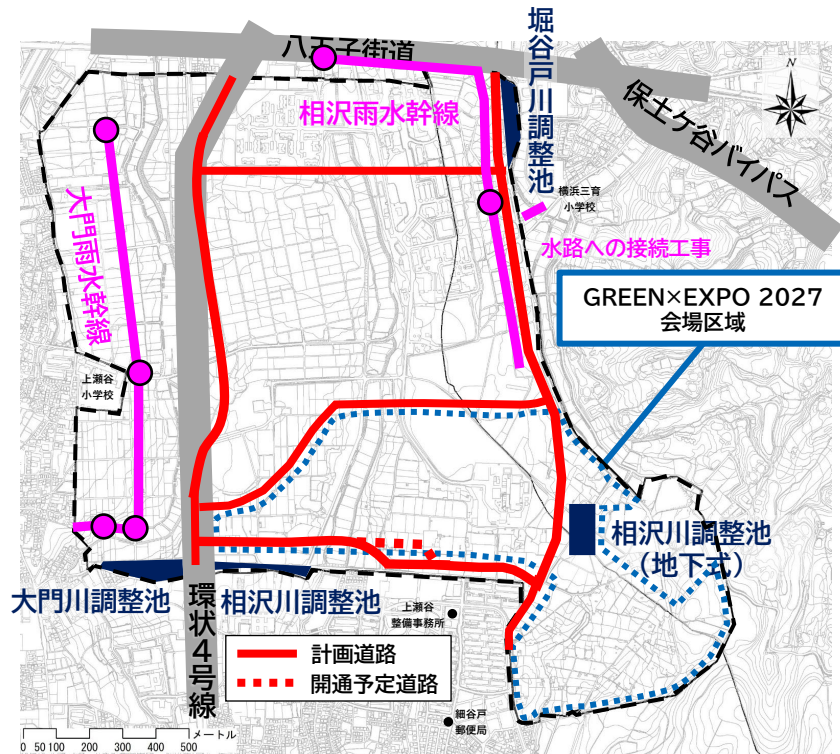 八王子街道
堀谷戸川調整池
N
保土ケ谷バイパス
相沢雨水幹線
横浜三育
小学校
大門雨水幹線
水路への接続工事
GREEN×EXPO 2027
会場区域
上瀬谷
小学校
相沢川調整池
（地下式）
大門川調整池
環状4号線
相沢川調整池
上瀬谷
整備事務所
計画道路
開通予定道路
細谷戸
郵便局
0 50 100 200 300 400 500 メートル